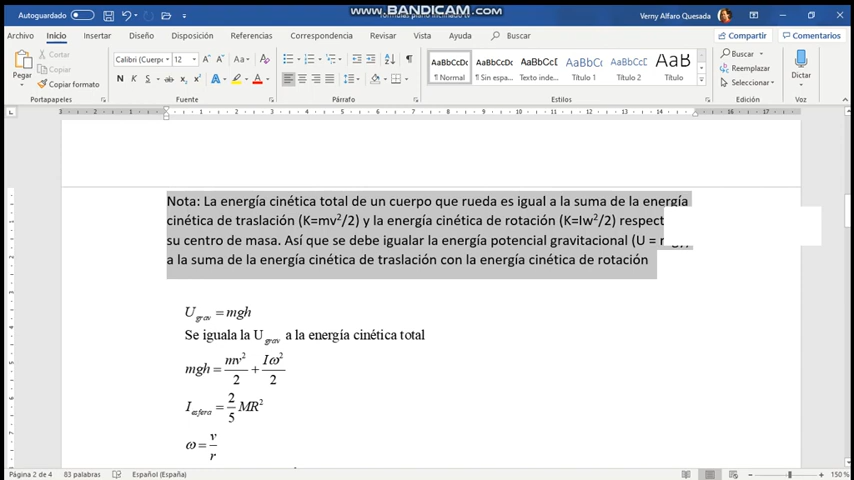 www.BANDICAM.com
Autoguardado
Verny Alfaro Quesada
Archivo Inicio Insertar Diseño Disposición Referencias Correspondencia Revisar Vista Ayuda Buscar Compartir Comentarios
Pegar
Cortar
Copiar
Copiar formato
Calibri (Cuerpo 12
N K S
AaBbCcDc AaBbCcDc AaBbCc AaBbCcC AaBbCcD AaB
¶ Normal ¶ Sin espa... Texto inde... Título 1 Título 2 Título
Buscar
Reemplazar
Seleccionar
Dictar
Portapapeles Fuente Párrafo Estilos Edición Voz
Nota: La energía cinética total de un cuerpo que rueda es igual a la suma de la energía
cinética de traslación (K=mv²/2) y la energía cinética de rotación (K=Iw²/2) respect
su centro de masa. Así que se debe igualar la energía potencial gravitacional (U =
a la suma de la energía cinética de traslación con la energía cinética de rotación
U_grav = mgh
Se iguala la U_grav a la energía cinética total
mgh = mv²/2 + Iω²/2
I_esfera = 2/5 MR²
ω = v/r
Página 2 de 4 83 palabras Español (España) 150 %